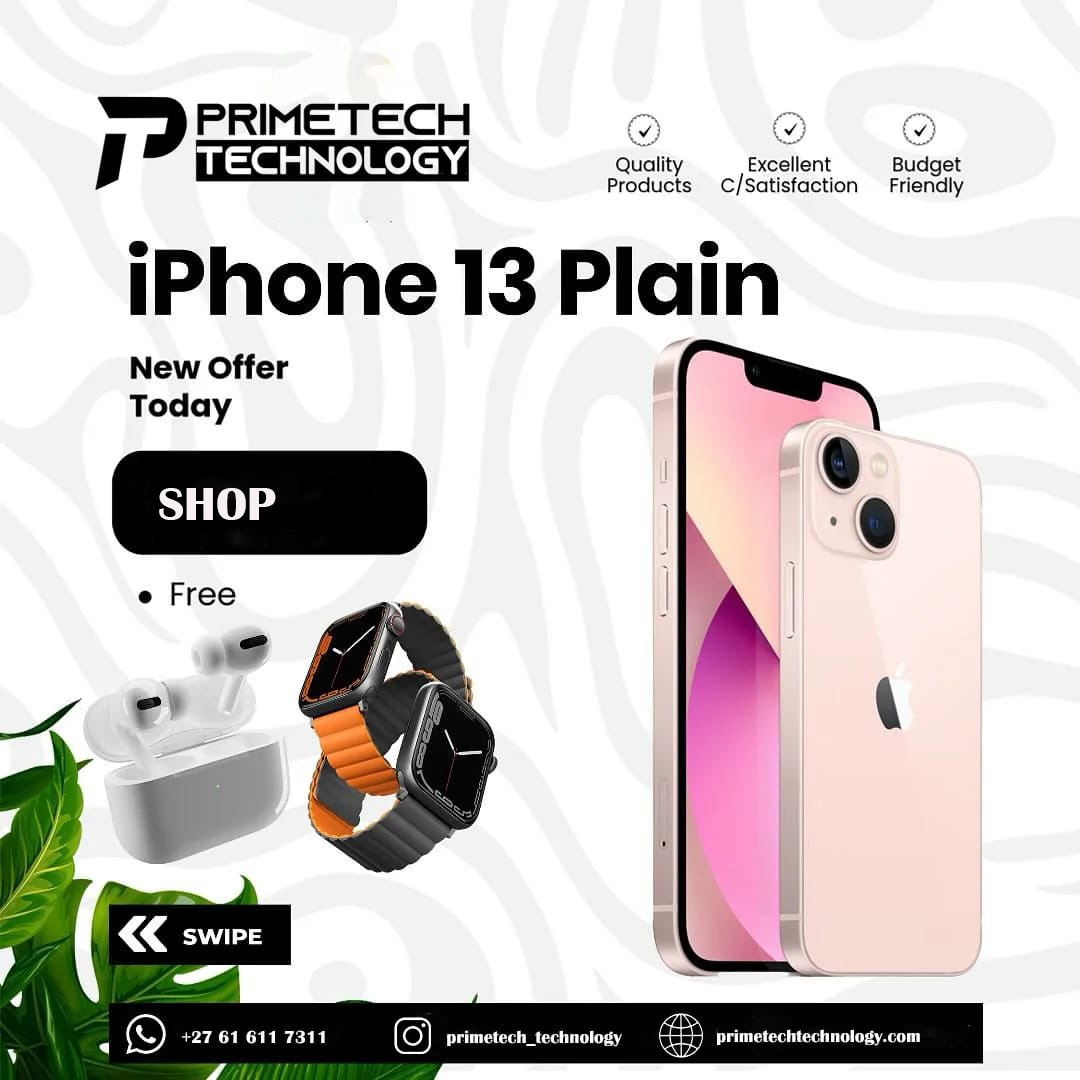 PRIMETECH
TECHNOLOGY
Quality
Products
Excellent
C/Satisfaction
Budget
Friendly
iPhone 13 Plain
New Offer
Today
SHOP
• Free
SWIPE
+27 61 611 7311
primetech_technology
primetechtechnology.com